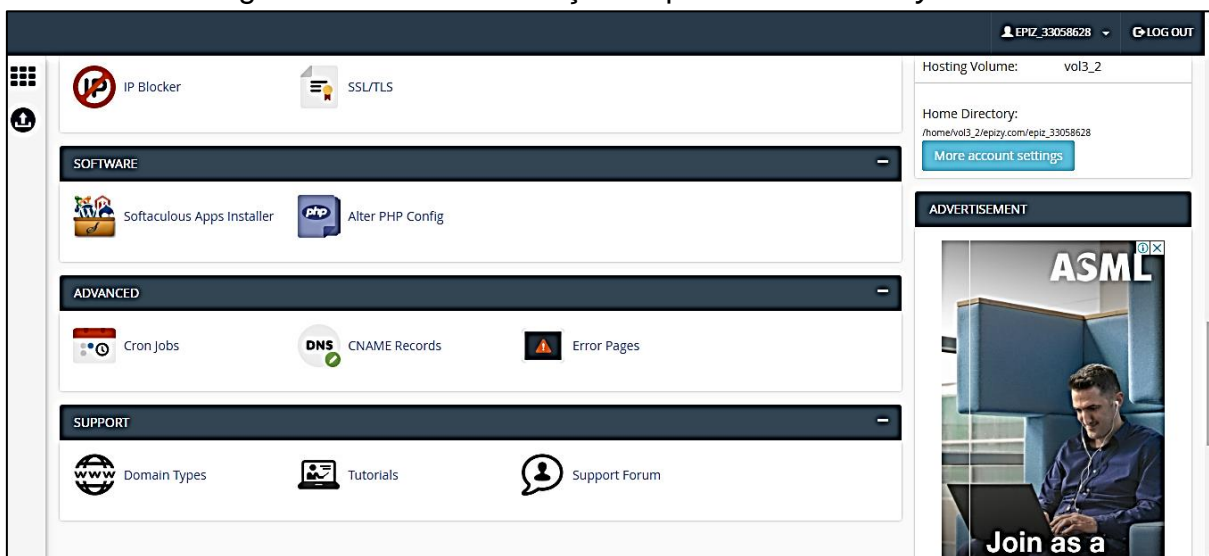 EPIZ_33058628
LOG OUT
IP Blocker
SSL/TLS
SOFTWARE
Softaculous Apps Installer
php
Alter PHP Config
ADVANCED
Cron Jobs
DNS
CNAME Records
Error Pages
SUPPORT
www
Domain Types
Tutorials
Support Forum
Hosting Volume: vol3_2
Home Directory:
/home/vol3_2/epizy.com/epiz_33058628
More account settings
ADVERTISEMENT
ASML
Join as a